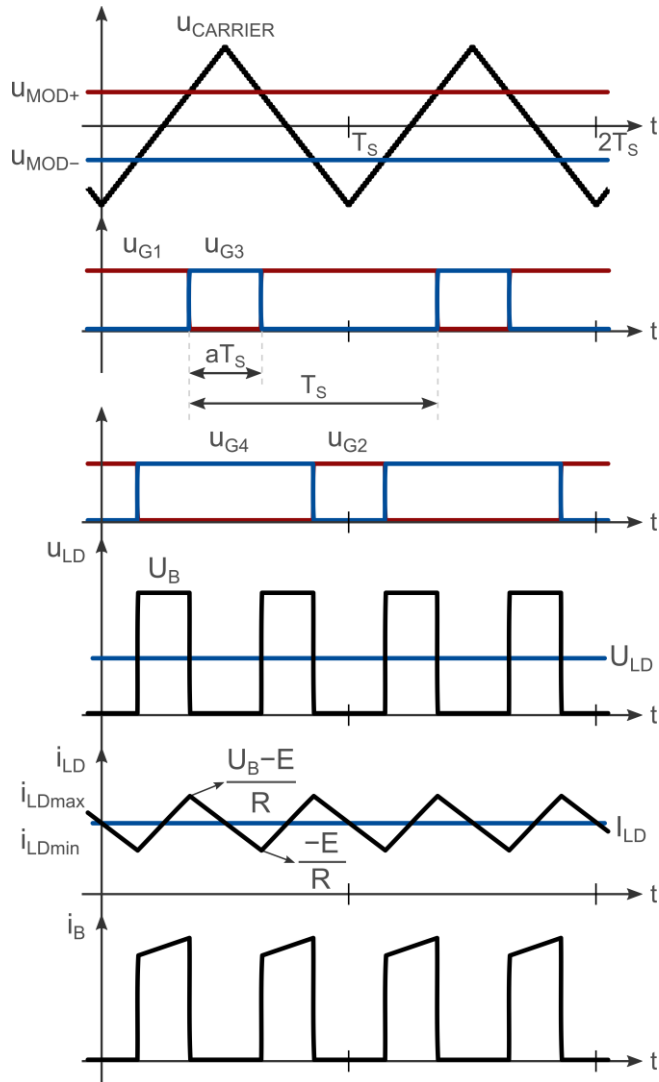 u_CARRIER
u_MOD+
t
T_S
2T_S
u_MOD−
u_G1
u_G3
t
aT_S
T_S
u_G4
u_G2
t
u_LD
U_B
U_LD
t
i_LD
U_B−E
R
i_LDmax
I_LD
i_LDmin
−E
R
t
i_B
t